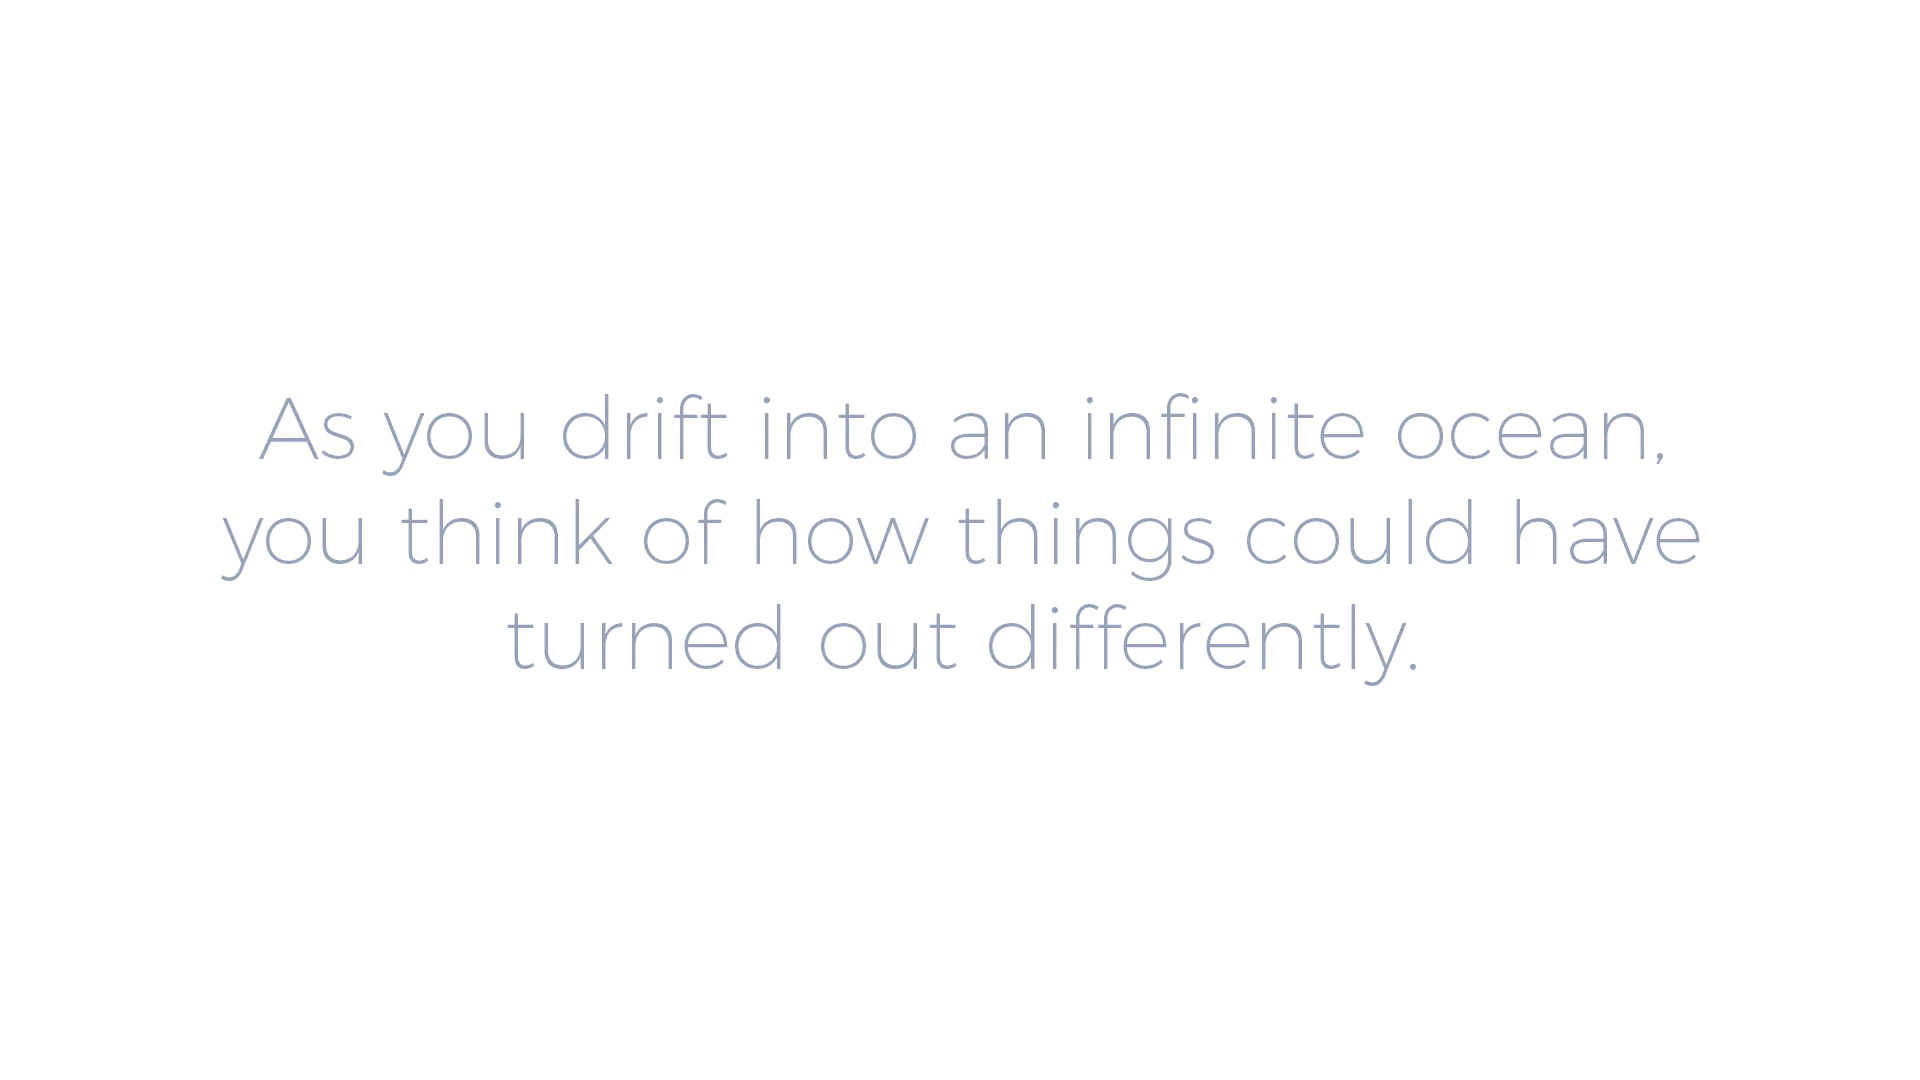 As you drift into an infinite ocean,
you think of how things could have
turned out differently.